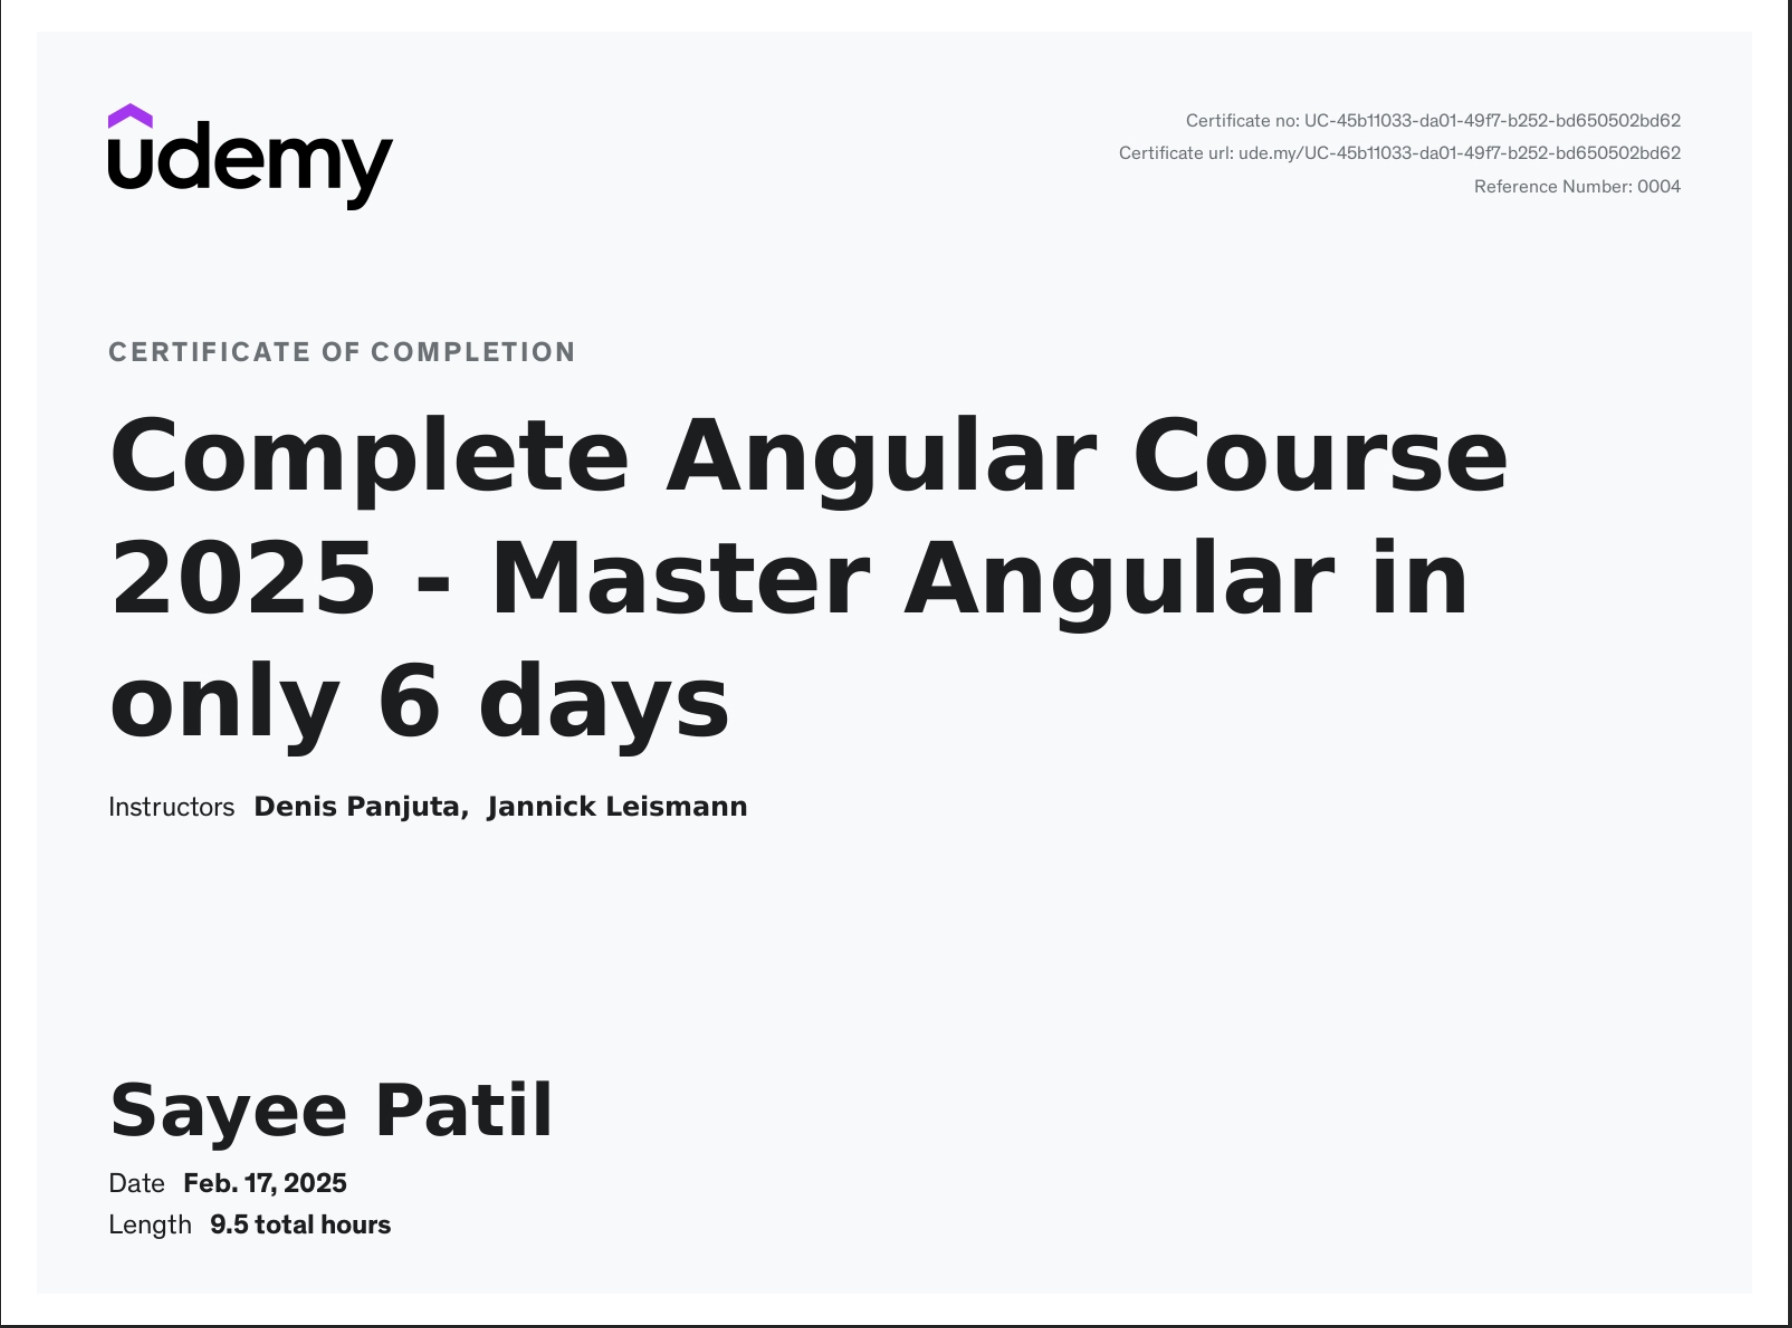 udemy
Certificate no: UC-45b11033-da01-49f7-b252-bd650502bd62
Certificate url: ude.my/UC-45b11033-da01-49f7-b252-bd650502bd62
Reference Number: 0004
CERTIFICATE OF COMPLETION
Complete Angular Course
2025 - Master Angular in
only 6 days
Instructors Denis Panjuta, Jannick Leismann
Sayee Patil
Date Feb. 17, 2025
Length 9.5 total hours